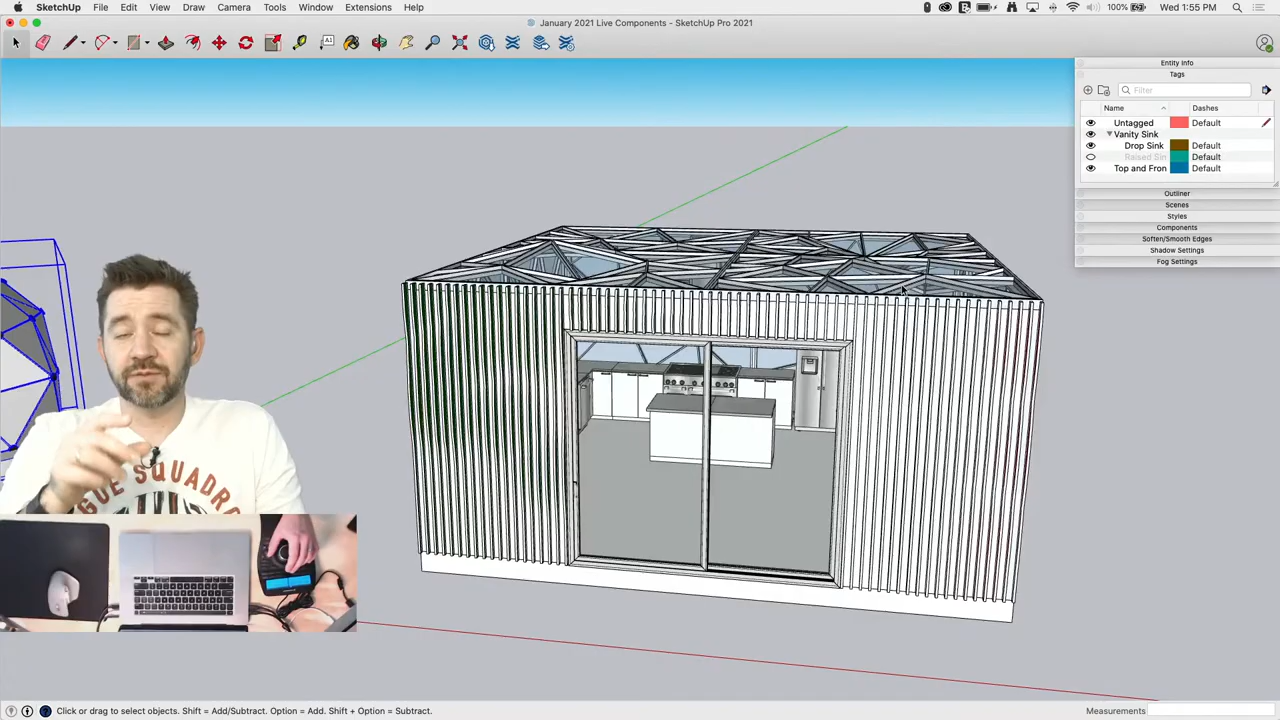 SketchUp File Edit View Draw Camera Tools Window Extensions Help 100% Wed 1:55 PM
January 2021 Live Components - SketchUp Pro 2021
Entity Info
Tags
Filter
Name Dashes
Untagged Default
Vanity Sink
Drop Sink Default
Raised Sin Default
Top and Fron Default
Outliner
Scenes
Styles
Components
Soften/Smooth Edges
Shadow Settings
Fog Settings
GUE SQUADR
Click or drag to select objects. Shift = Add/Subtract. Option = Add. Shift + Option = Subtract. Measurements